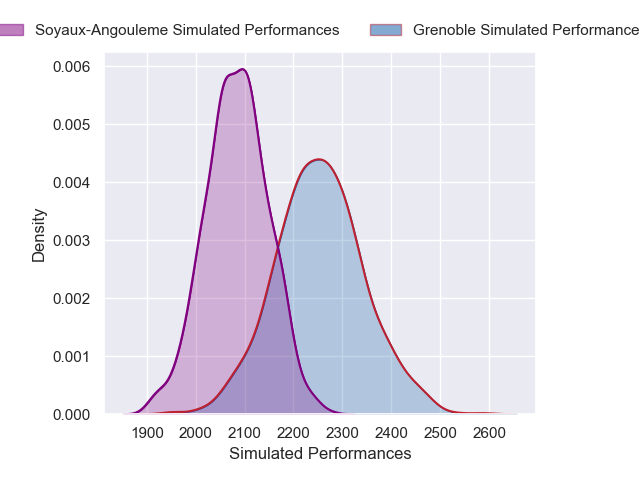 Soyaux-Angouleme Simulated Performances Grenoble Simulated Performance
0.006
0.005
0.004
0.003
0.002
0.001
0.000
Density
1900 2000 2100 2200 2300 2400 2500 2600
Simulated Performances